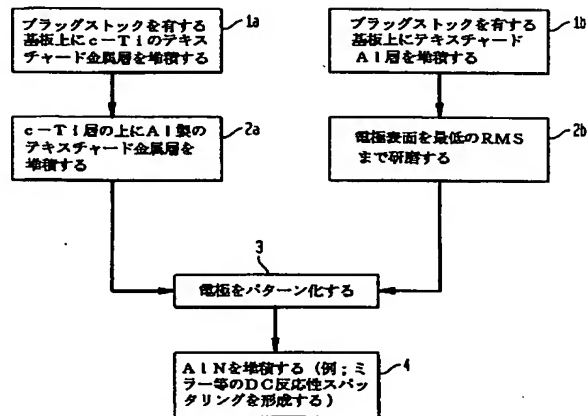 1a
ブラッグストックを有する
基板上にc－Tiのテキス
チャード金属層を堆積する
1b
ブラッグストックを有する
基板上にテキスチャード
Al層を堆積する
2a
c－Ti層の上にAl製の
テキスチャード金属層を
堆積する
2b
電極表面を最低のRMS
まで研磨する
3
電極をパターン化する
4
AlNを堆積する（例；ミ
ラー等のDC反応性スパッ
タリングを形成する）